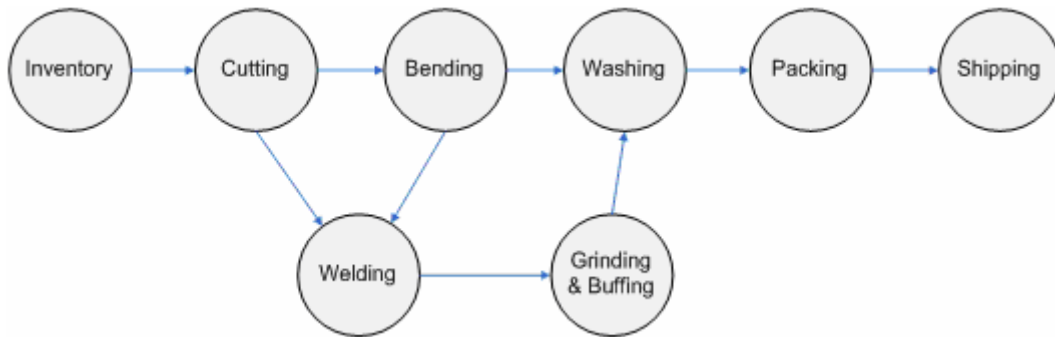 Inventory
Cutting
Bending
Washing
Packing
Shipping
Welding
Grinding
& Buffing